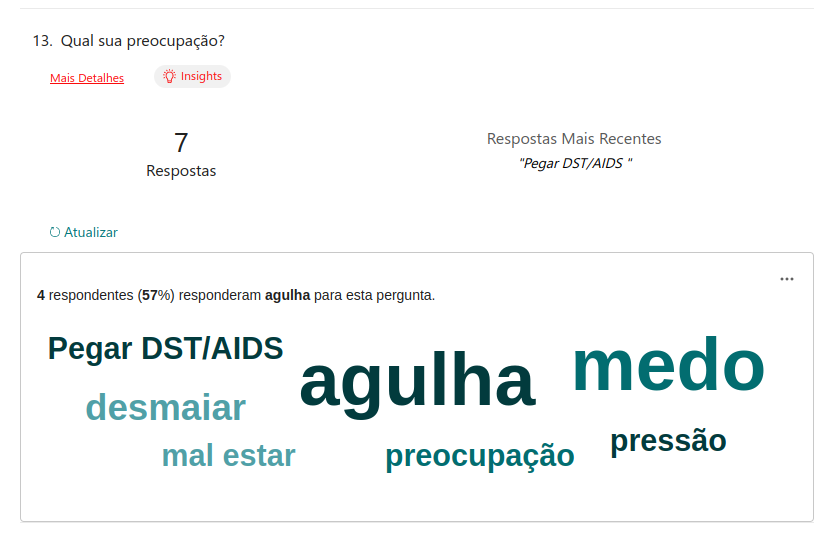 13. Qual sua preocupação?
Mais Detalhes
Insights
7
Respostas
Respostas Mais Recentes
"Pegar DST/AIDS "
Atualizar
...
4 respondentes (57%) responderam agulha para esta pergunta.
Pegar DST/AIDS
agulha
medo
desmaiar
mal estar
preocupação
pressão